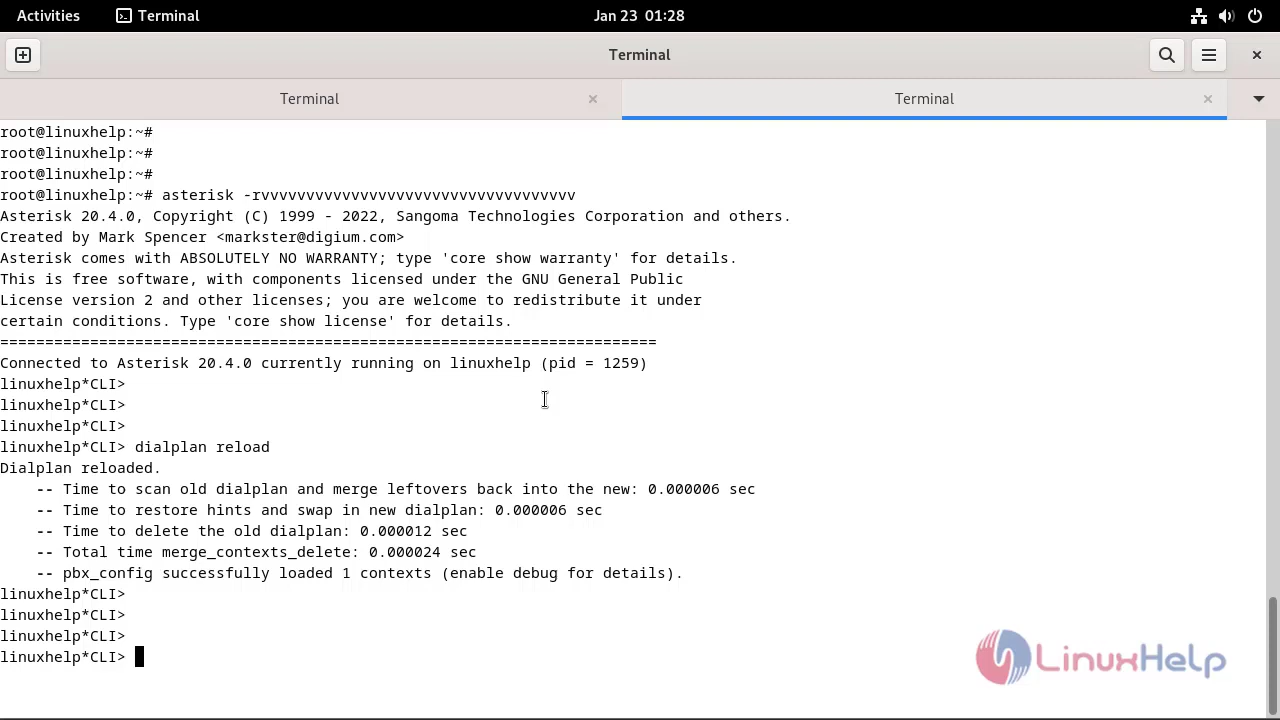 Activities Terminal Jan 23 01:28
Terminal
Terminal Terminal
root@linuxhelp:~#
root@linuxhelp:~#
root@linuxhelp:~#
root@linuxhelp:~# asterisk -rvvvvvvvvvvvvvvvvvvvvvvvvvvvvvvvvvvv
Asterisk 20.4.0, Copyright (C) 1999 - 2022, Sangoma Technologies Corporation and others.
Created by Mark Spencer <markster@digium.com>
Asterisk comes with ABSOLUTELY NO WARRANTY; type 'core show warranty' for details.
This is free software, with components licensed under the GNU General Public
License version 2 and other licenses; you are welcome to redistribute it under
certain conditions. Type 'core show license' for details.
=========================================================================
Connected to Asterisk 20.4.0 currently running on linuxhelp (pid = 1259)
linuxhelp*CLI>
linuxhelp*CLI>
linuxhelp*CLI>
linuxhelp*CLI> dialplan reload
Dialplan reloaded.
    -- Time to scan old dialplan and merge leftovers back into the new: 0.000006 sec
    -- Time to restore hints and swap in new dialplan: 0.000006 sec
    -- Time to delete the old dialplan: 0.000012 sec
    -- Total time merge_contexts_delete: 0.000024 sec
    -- pbx_config successfully loaded 1 contexts (enable debug for details).
linuxhelp*CLI>
linuxhelp*CLI>
linuxhelp*CLI>
linuxhelp*CLI>
LinuxHelp